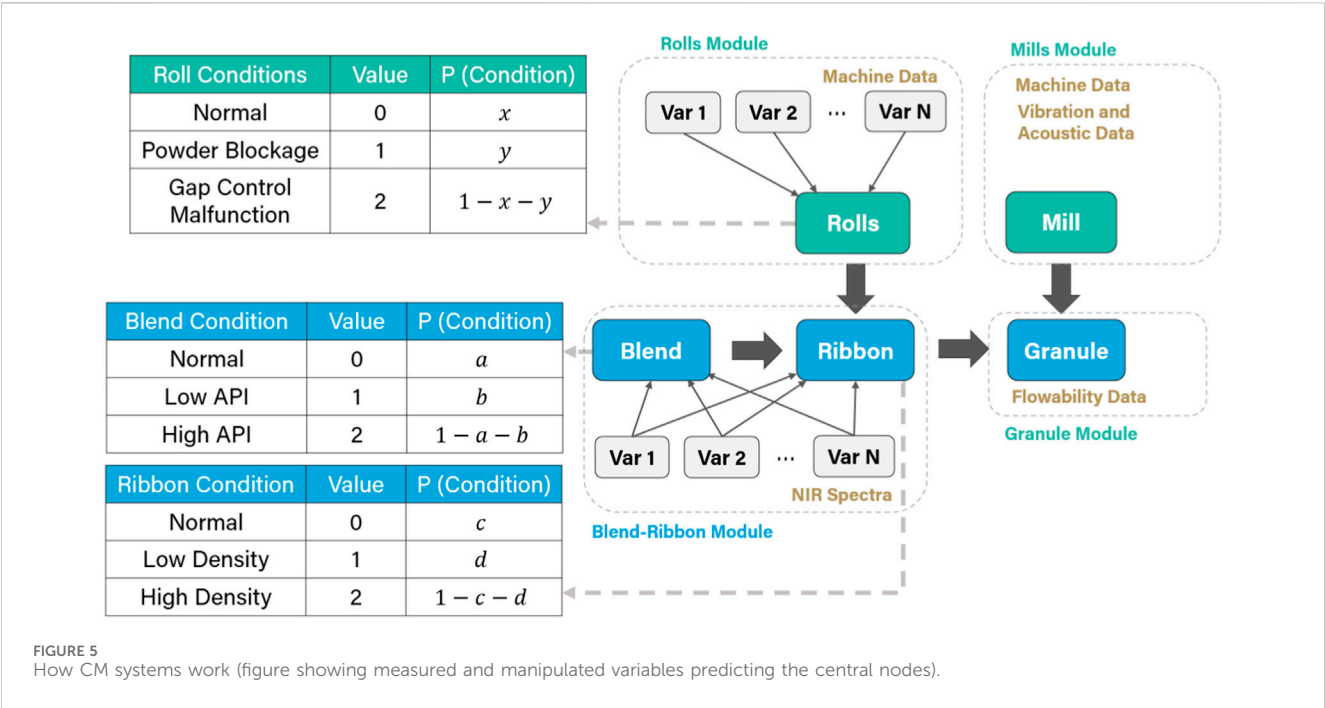 Roll Conditions Value P (Condition)
Normal 0 x
Powder Blockage 1 y
Gap Control
Malfunction 2 1 − x − y
Rolls Module
Machine Data
Var 1 Var 2 ... Var N
Rolls
Mills Module
Machine Data
Vibration and
Acoustic Data
Mill
Blend Condition Value P (Condition)
Normal 0 a
Low API 1 b
High API 2 1 − a − b
Ribbon Condition Value P (Condition)
Normal 0 c
Low Density 1 d
High Density 2 1 − c − d
Blend Ribbon
Var 1 Var 2 ... Var N
NIR Spectra
Blend-Ribbon Module
Granule
Flowability Data
Granule Module
FIGURE 5
How CM systems work (figure showing measured and manipulated variables predicting the central nodes).